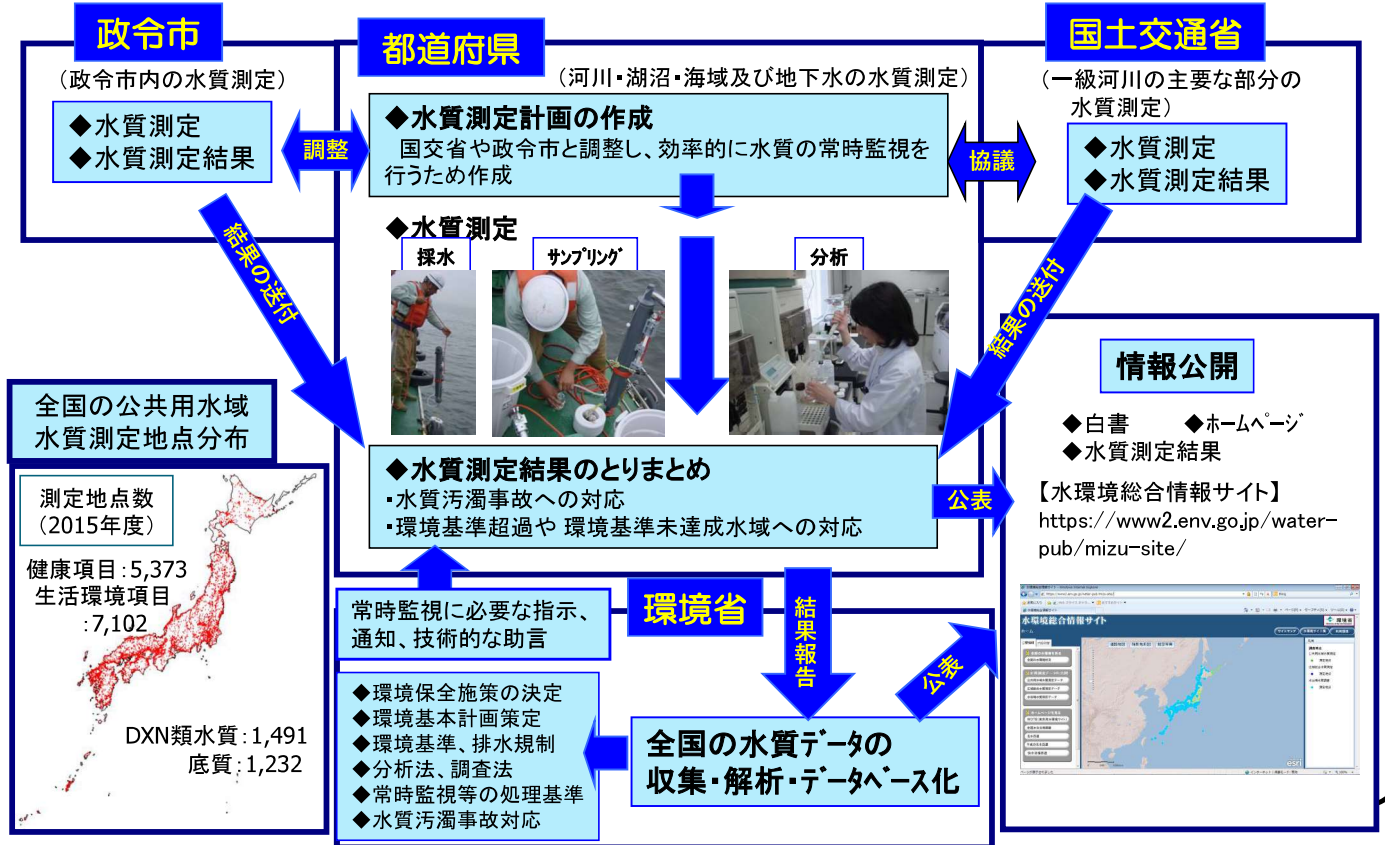 政令市
(政令市内の水質測定)
◆水質測定
◆水質測定結果
調整
都道府県
(河川・湖沼・海域及び地下水の水質測定)
◆水質測定計画の作成
国交省や政令市と調整し、効率的に水質の常時監視を
行うため作成
協議
国土交通省
(一級河川の主要な部分の
水質測定)
◆水質測定
◆水質測定結果
◆水質測定
採水
サンプリング
分析
結果の送付
結果の送付
◆水質測定結果のとりまとめ
・水質汚濁事故への対応
・環境基準超過や 環境基準未達成水域への対応
公表
情報公開
◆白書
◆ホームページ
◆水質測定結果
【水環境総合情報サイト】
https://www2.env.go.jp/water-
pub/mizu-site/
水環境総合情報サイト
環境省
esri
全国の公共用水域
水質測定地点分布
測定地点数
(2015年度)
健康項目:5,373
生活環境項目
:7,102
DXN類水質:1,491
底質:1,232
環境省
常時監視に必要な指示、
通知、技術的な助言
結果報告
公表
◆環境保全施策の決定
◆環境基本計画策定
◆環境基準、排水規制
◆分析法、調査法
◆常時監視等の処理基準
◆水質汚濁事故対応
全国の水質データの
収集・解析・データベース化